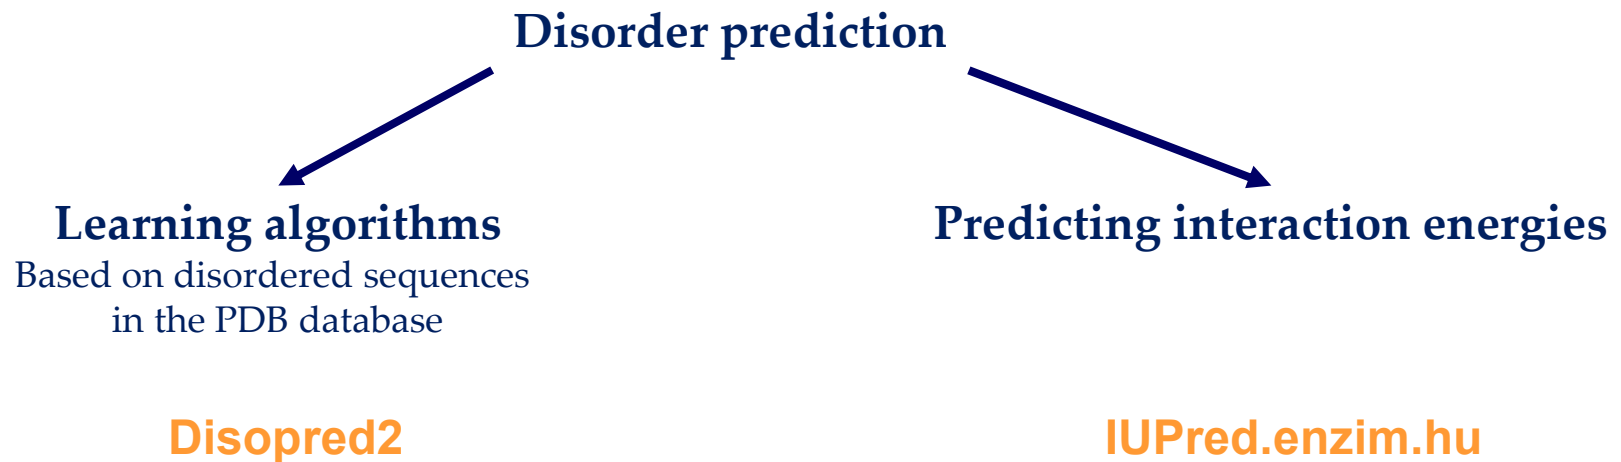 Disorder prediction
Learning algorithms
Based on disordered sequences
in the PDB database
Disopred2
Predicting interaction energies
IUPred.enzim.hu